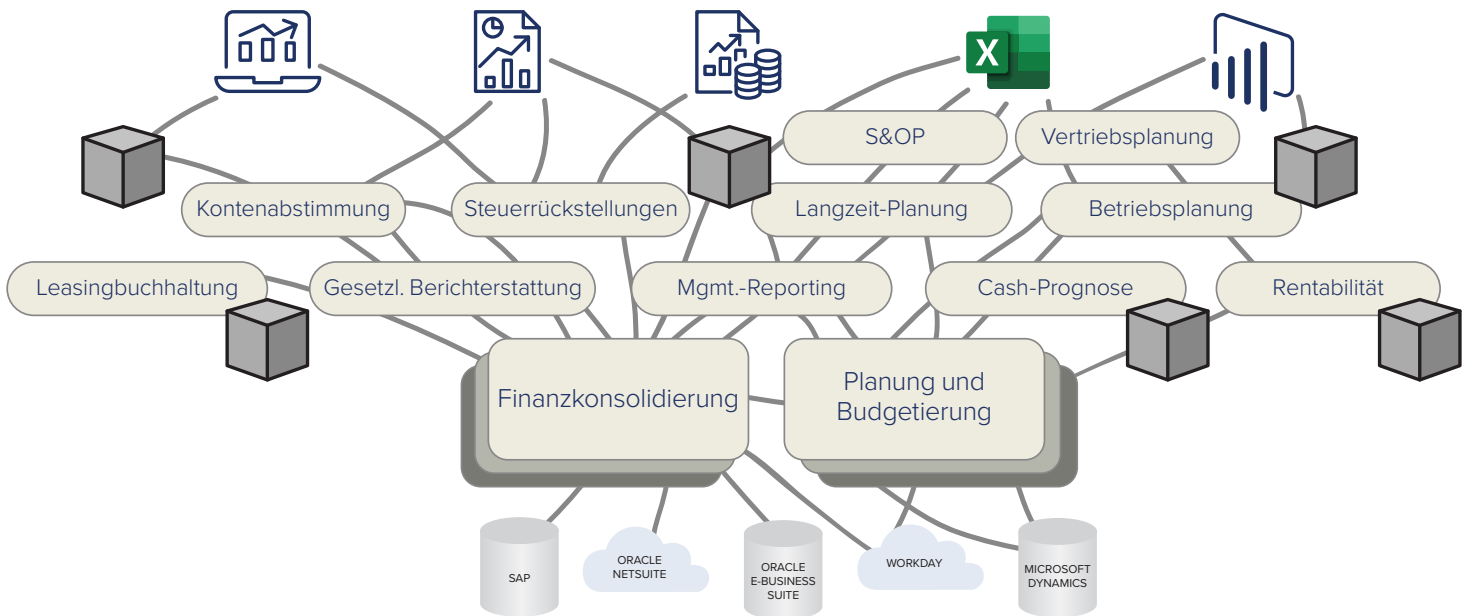 X
S&OP
Vertriebsplanung
Kontenabstimmung
Steuerrückstellungen
Langzeit-Planung
Betriebsplanung
Leasingbuchhaltung
Gesetzl. Berichterstattung
Mgmt.-Reporting
Cash-Prognose
Rentabilität
Finanzkonsolidierung
Planung und
Budgetierung
SAP
ORACLE
NETSUITE
ORACLE
E-BUSINESS
SUITE
WORKDAY
MICROSOFT
DYNAMICS